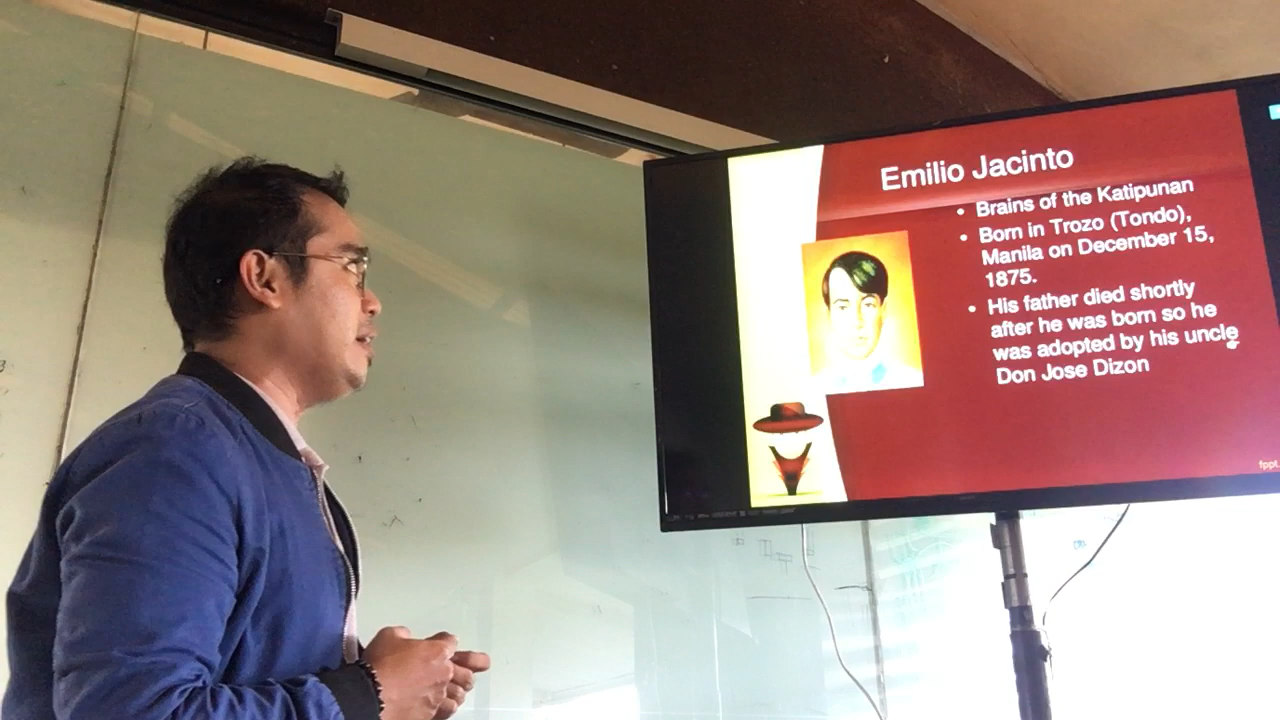 Emilio Jacinto
• Brains of the Katipunan
• Born in Trozo (Tondo),
Manila on December 15,
1875.
• His father died shortly
after he was born so he
was adopted by his uncle
Don Jose Dizon